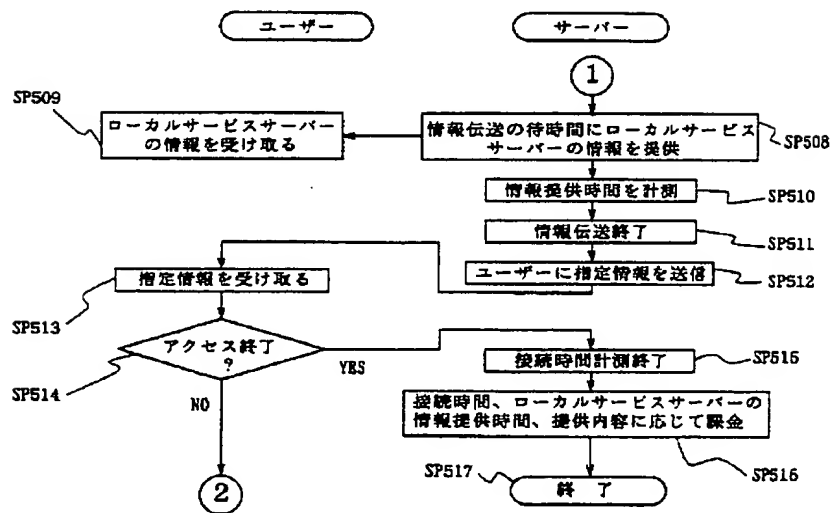 ユーザー
サーバー
1
SP509
ローカルサービスサーバー
の情報を受け取る
情報伝送の待時間にローカルサービス
サーバーの情報を提供
SP508
情報提供時間を計測
SP510
情報伝送終了
SP511
ユーザーに指定情報を送信
SP512
指定情報を受け取る
SP513
アクセス終了
?
SP514
YES
NO
接続時間計測終了
SP515
接続時間、ローカルサービスサーバーの
情報提供時間、提供内容に応じて課金
SP516
SP517
終 了
2